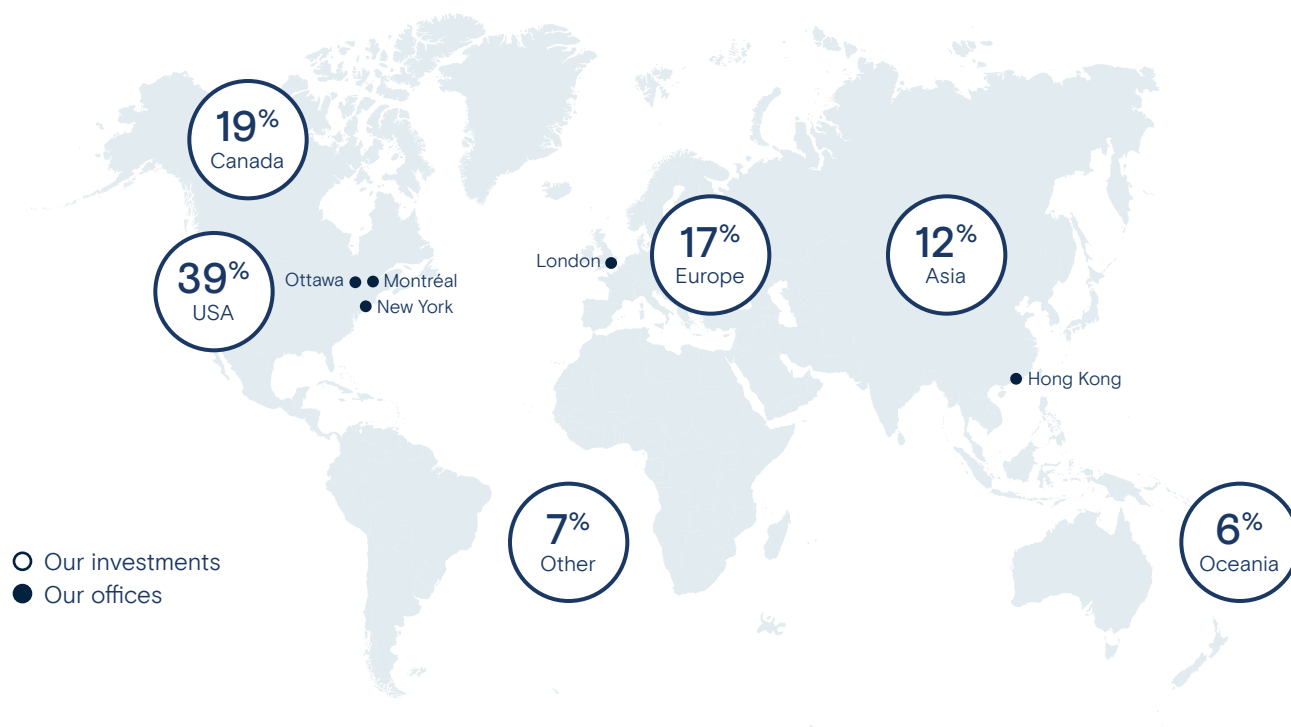 19%
Canada
39%
USA
Ottawa
Montréal
New York
London
17%
Europe
12%
Asia
Hong Kong
7%
Other
6%
Oceania
Our investments
Our offices